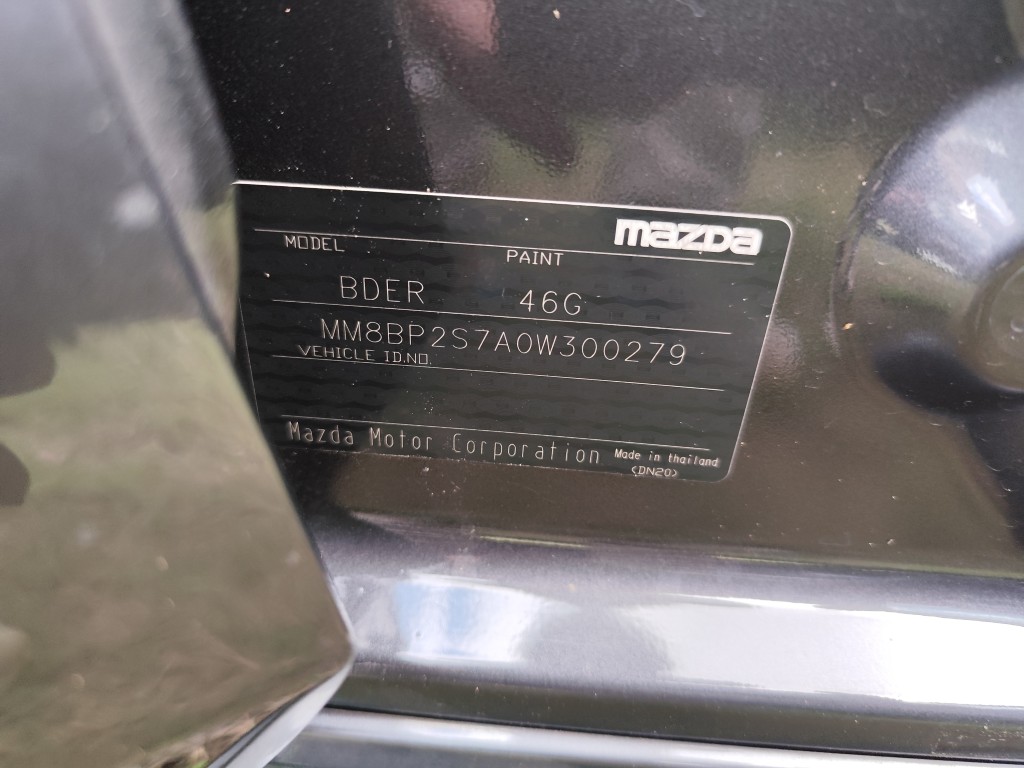 mazda
MODEL PAINT
BDER 46G
MM8BP2S7A0W300279
VEHICLE ID.NO.
Mazda Motor Corporation Made in thailand
(DN20)